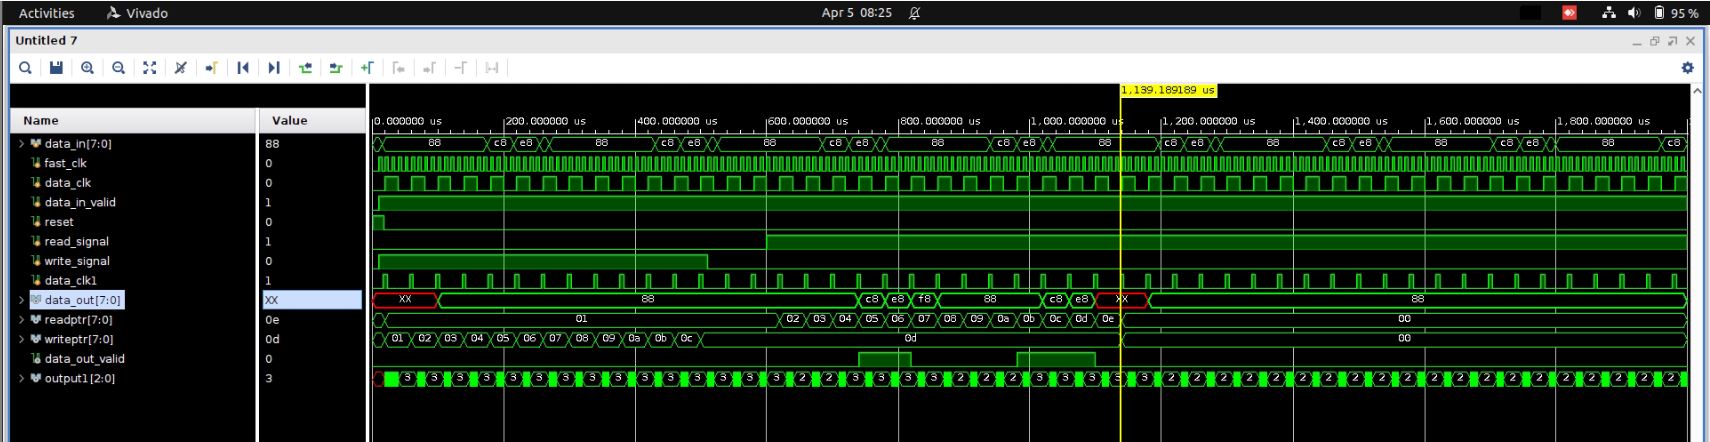 Activities Vivado Apr 5 08:25 95 %
Untitled 7
1,139.189189 us
Name Value 0.000000 us 200.000000 us 400.000000 us 600.000000 us 800.000000 us 1,000.000000 us 1,200.000000 us 1,400.000000 us 1,600.000000 us 1,800.000000 us
data_in[7:0] 88 88 c8 e8 88 c8 e8 88 c8 e8 88 c8 e8 88 c8 e8 88 c8 e8 88 c8 e8 88 c8
fast_clk 0
data_clk 0
data_in_valid 1
reset 0
read_signal 1
write_signal 0
data_clk1 1
data_out[7:0] XX XX 88 c8 e8 f8 88 c8 e8 XX 88
readptr[7:0] 0e 01 02 03 04 05 06 07 08 09 0a 0b 0c 0d 0e 00
writeptr[7:0] 0d 01 02 03 04 05 06 07 08 09 0a 0b 0c 0d 00
data_out_valid 0
output1[2:0] 3 3 3 3 3 3 3 3 3 3 3 3 3 3 3 3 3 2 2 3 3 3 2 2 2 3 3 3 3 3 2 2 2 2 2 2 2 2 2 2 2 2 2 2 2 2 2 2 2 2